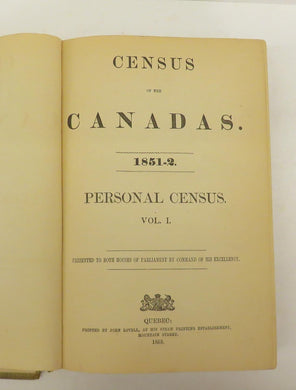 CENSUS
OF THE
CANADAS.
1851-2.
PERSONAL CENSUS.
VOL. I.
PRESENTED TO BOTH HOUSES OF PARLIAMENT BY COMMAND OF HIS EXCELLENCY.
QUEBEC:
PRINTED BY JOHN LOVELL, AT HIS STEAM PRINTING ESTABLISHMENT,
MOUNTAIN STREET.
1853.